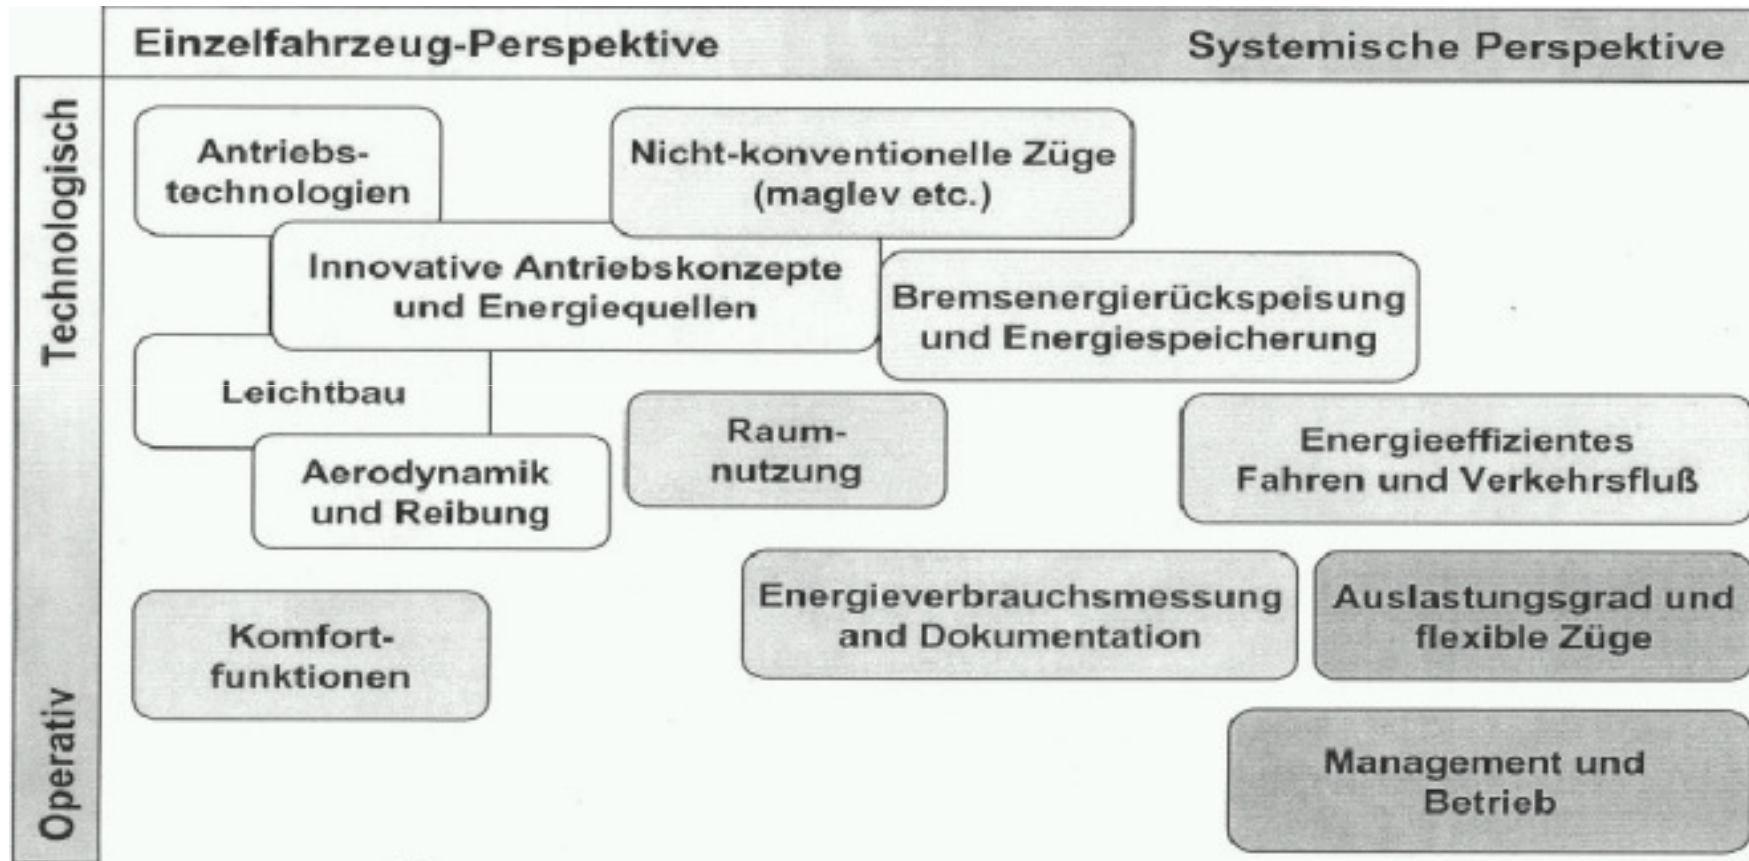 Einzelfahrzeug-Perspektive
Systemische Perspektive
Technologisch
Operativ
Antriebs-
technologien
Nicht-konventionelle Züge
(maglev etc.)
Innovative Antriebskonzepte
und Energiequellen
Bremsenergierückspeisung
und Energiespeicherung
Leichtbau
Raum-
nutzung
Energieeffizientes
Fahren und Verkehrsfluß
Aerodynamik
und Reibung
Energieverbrauchsmessung
and Dokumentation
Auslastungsgrad und
flexible Züge
Komfort-
funktionen
Management und
Betrieb